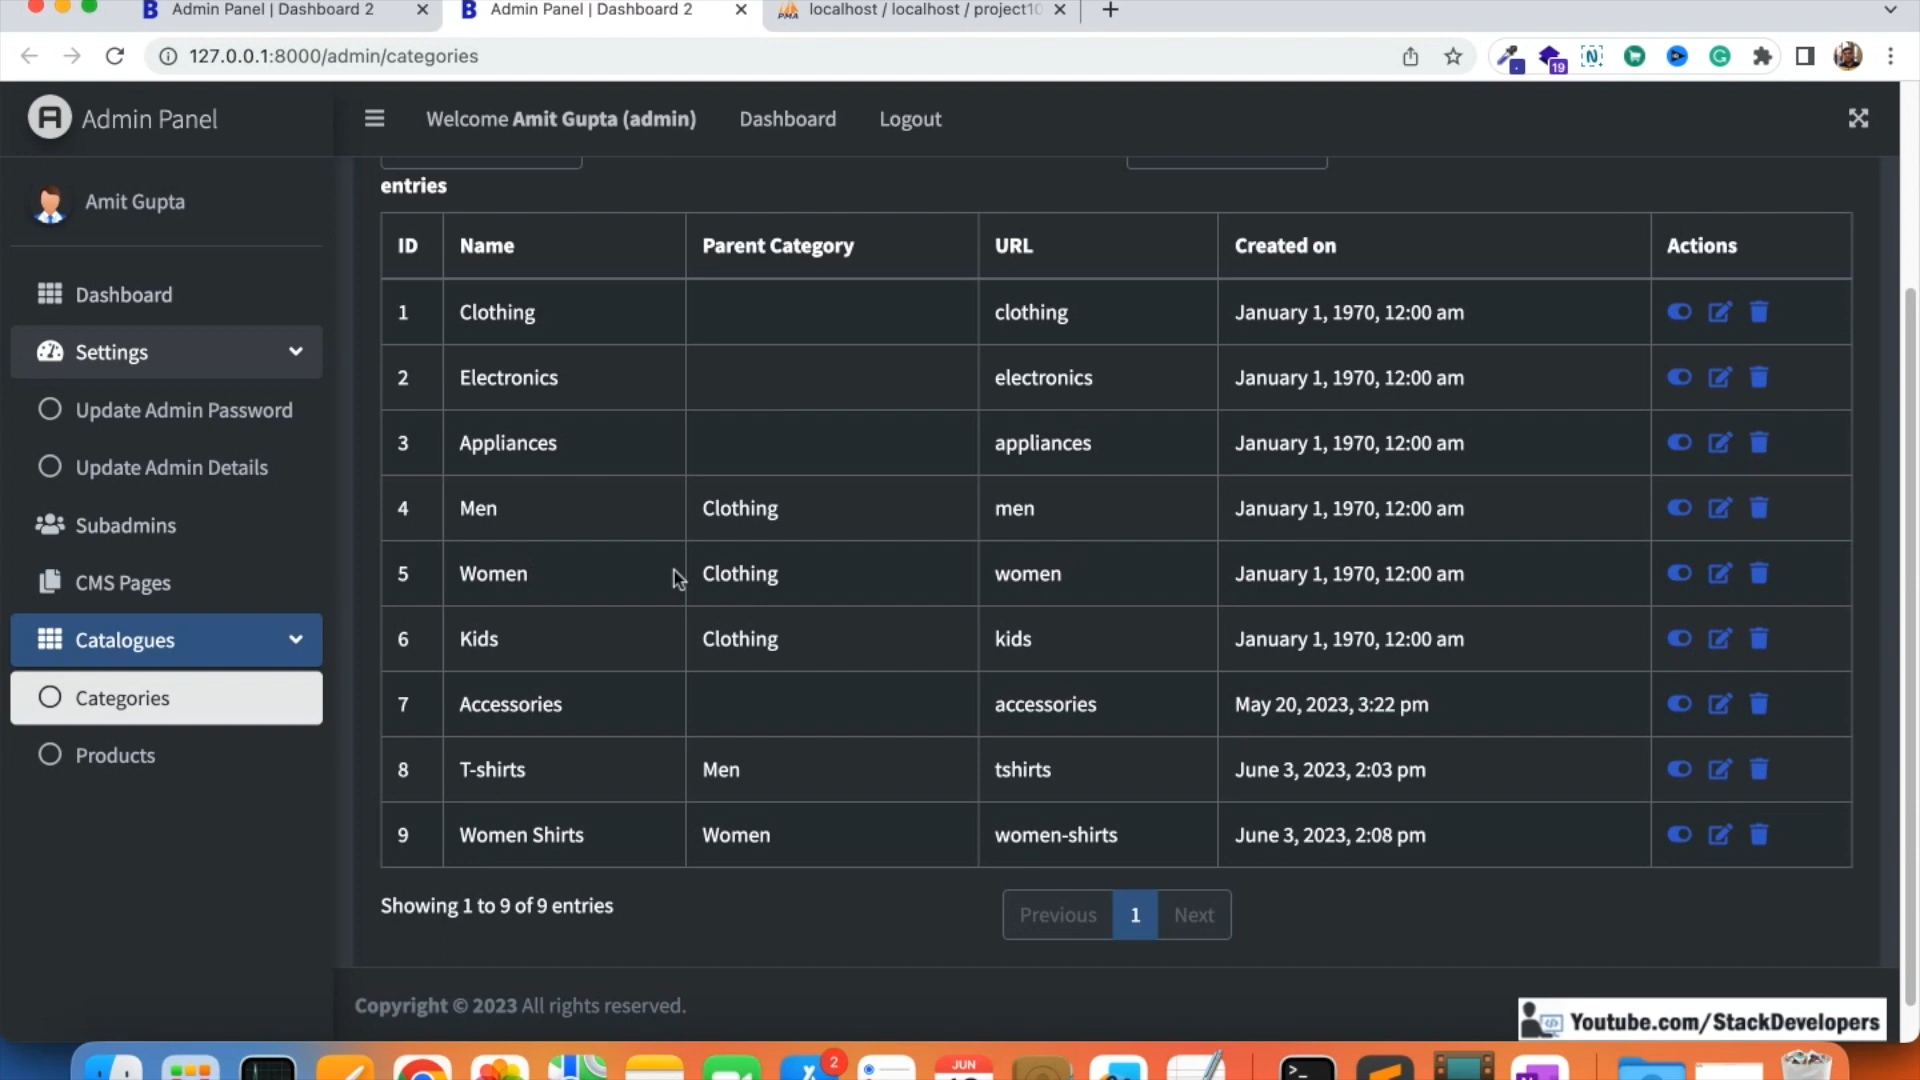 Admin Panel | Dashboard 2
Admin Panel | Dashboard 2
PMA localhost / localhost / project10
127.0.0.1:8000/admin/categories
19
Admin Panel
Welcome Amit Gupta (admin) Dashboard Logout
Amit Gupta
Dashboard
Settings
Update Admin Password
Update Admin Details
Subadmins
CMS Pages
Catalogues
Categories
Products
entries
ID Name Parent Category URL Created on Actions
1 Clothing clothing January 1, 1970, 12:00 am
2 Electronics electronics January 1, 1970, 12:00 am
3 Appliances appliances January 1, 1970, 12:00 am
4 Men Clothing men January 1, 1970, 12:00 am
5 Women Clothing women January 1, 1970, 12:00 am
6 Kids Clothing kids January 1, 1970, 12:00 am
7 Accessories accessories May 20, 2023, 3:22 pm
8 T-shirts Men tshirts June 3, 2023, 2:03 pm
9 Women Shirts Women women-shirts June 3, 2023, 2:08 pm
Showing 1 to 9 of 9 entries
Previous 1 Next
Copyright © 2023 All rights reserved.
Youtube.com/StackDevelopers
2
JUN